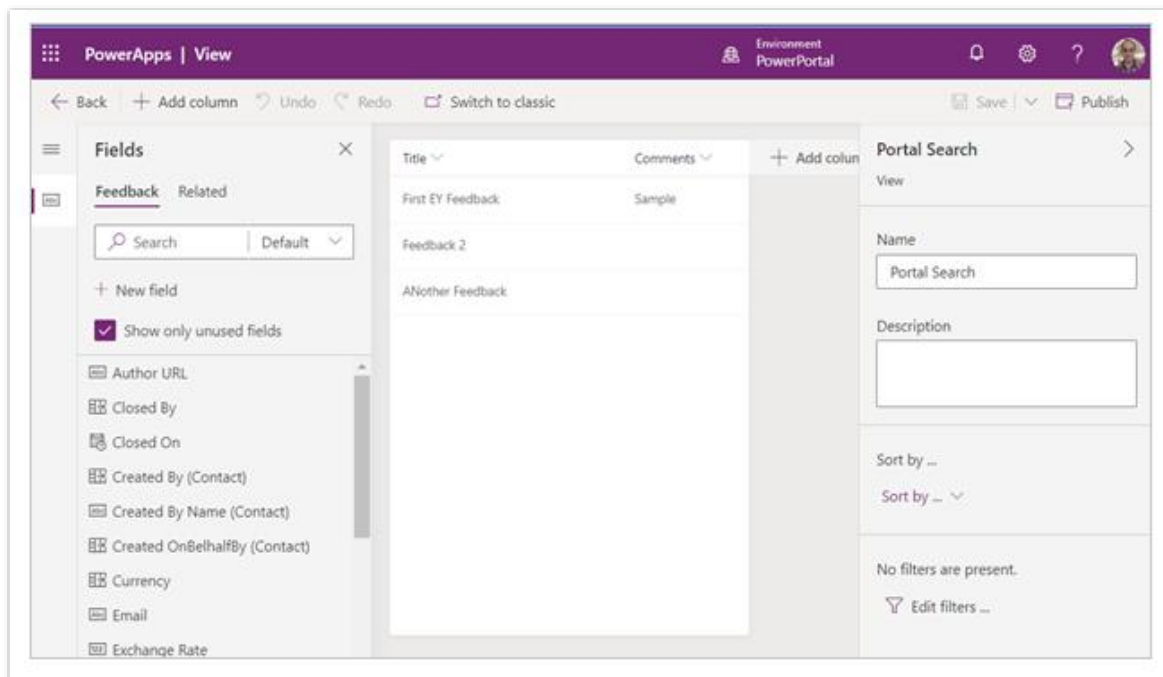 PowerApps | View
Environment
PowerPortal
?
Back
Add column
Undo
Redo
Switch to classic
Save
Publish
Fields
Feedback
Related
Search
Default
New field
Show only unused fields
Author URL
Closed By
Closed On
Created By (Contact)
Created By Name (Contact)
Created OnBelhalfBy (Contact)
Currency
Email
Exchange Rate
Title
Comments
Add colun
First EY Feedback
Sample
Feedback 2
ANother Feedback
Portal Search
View
Name
Portal Search
Description
Sort by ...
Sort by ...
No filters are present.
Edit filters ...